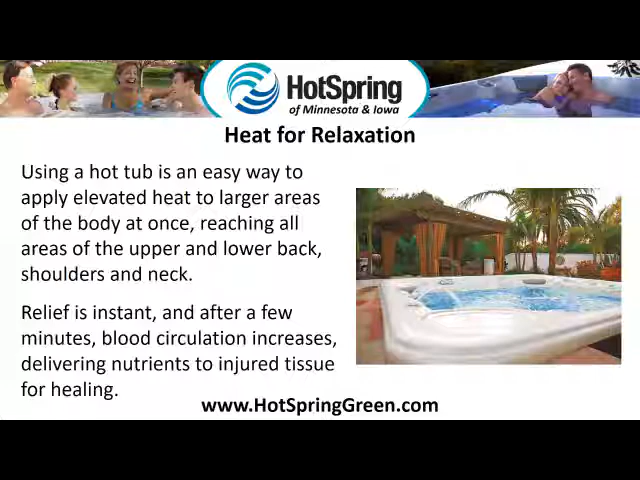 HotSpring
of Minnesota & Iowa
Heat for Relaxation
Using a hot tub is an easy way to
apply elevated heat to larger areas
of the body at once, reaching all
areas of the upper and lower back,
shoulders and neck.
Relief is instant, and after a few
minutes, blood circulation increases,
delivering nutrients to injured tissue
for healing.
www.HotSpringGreen.com